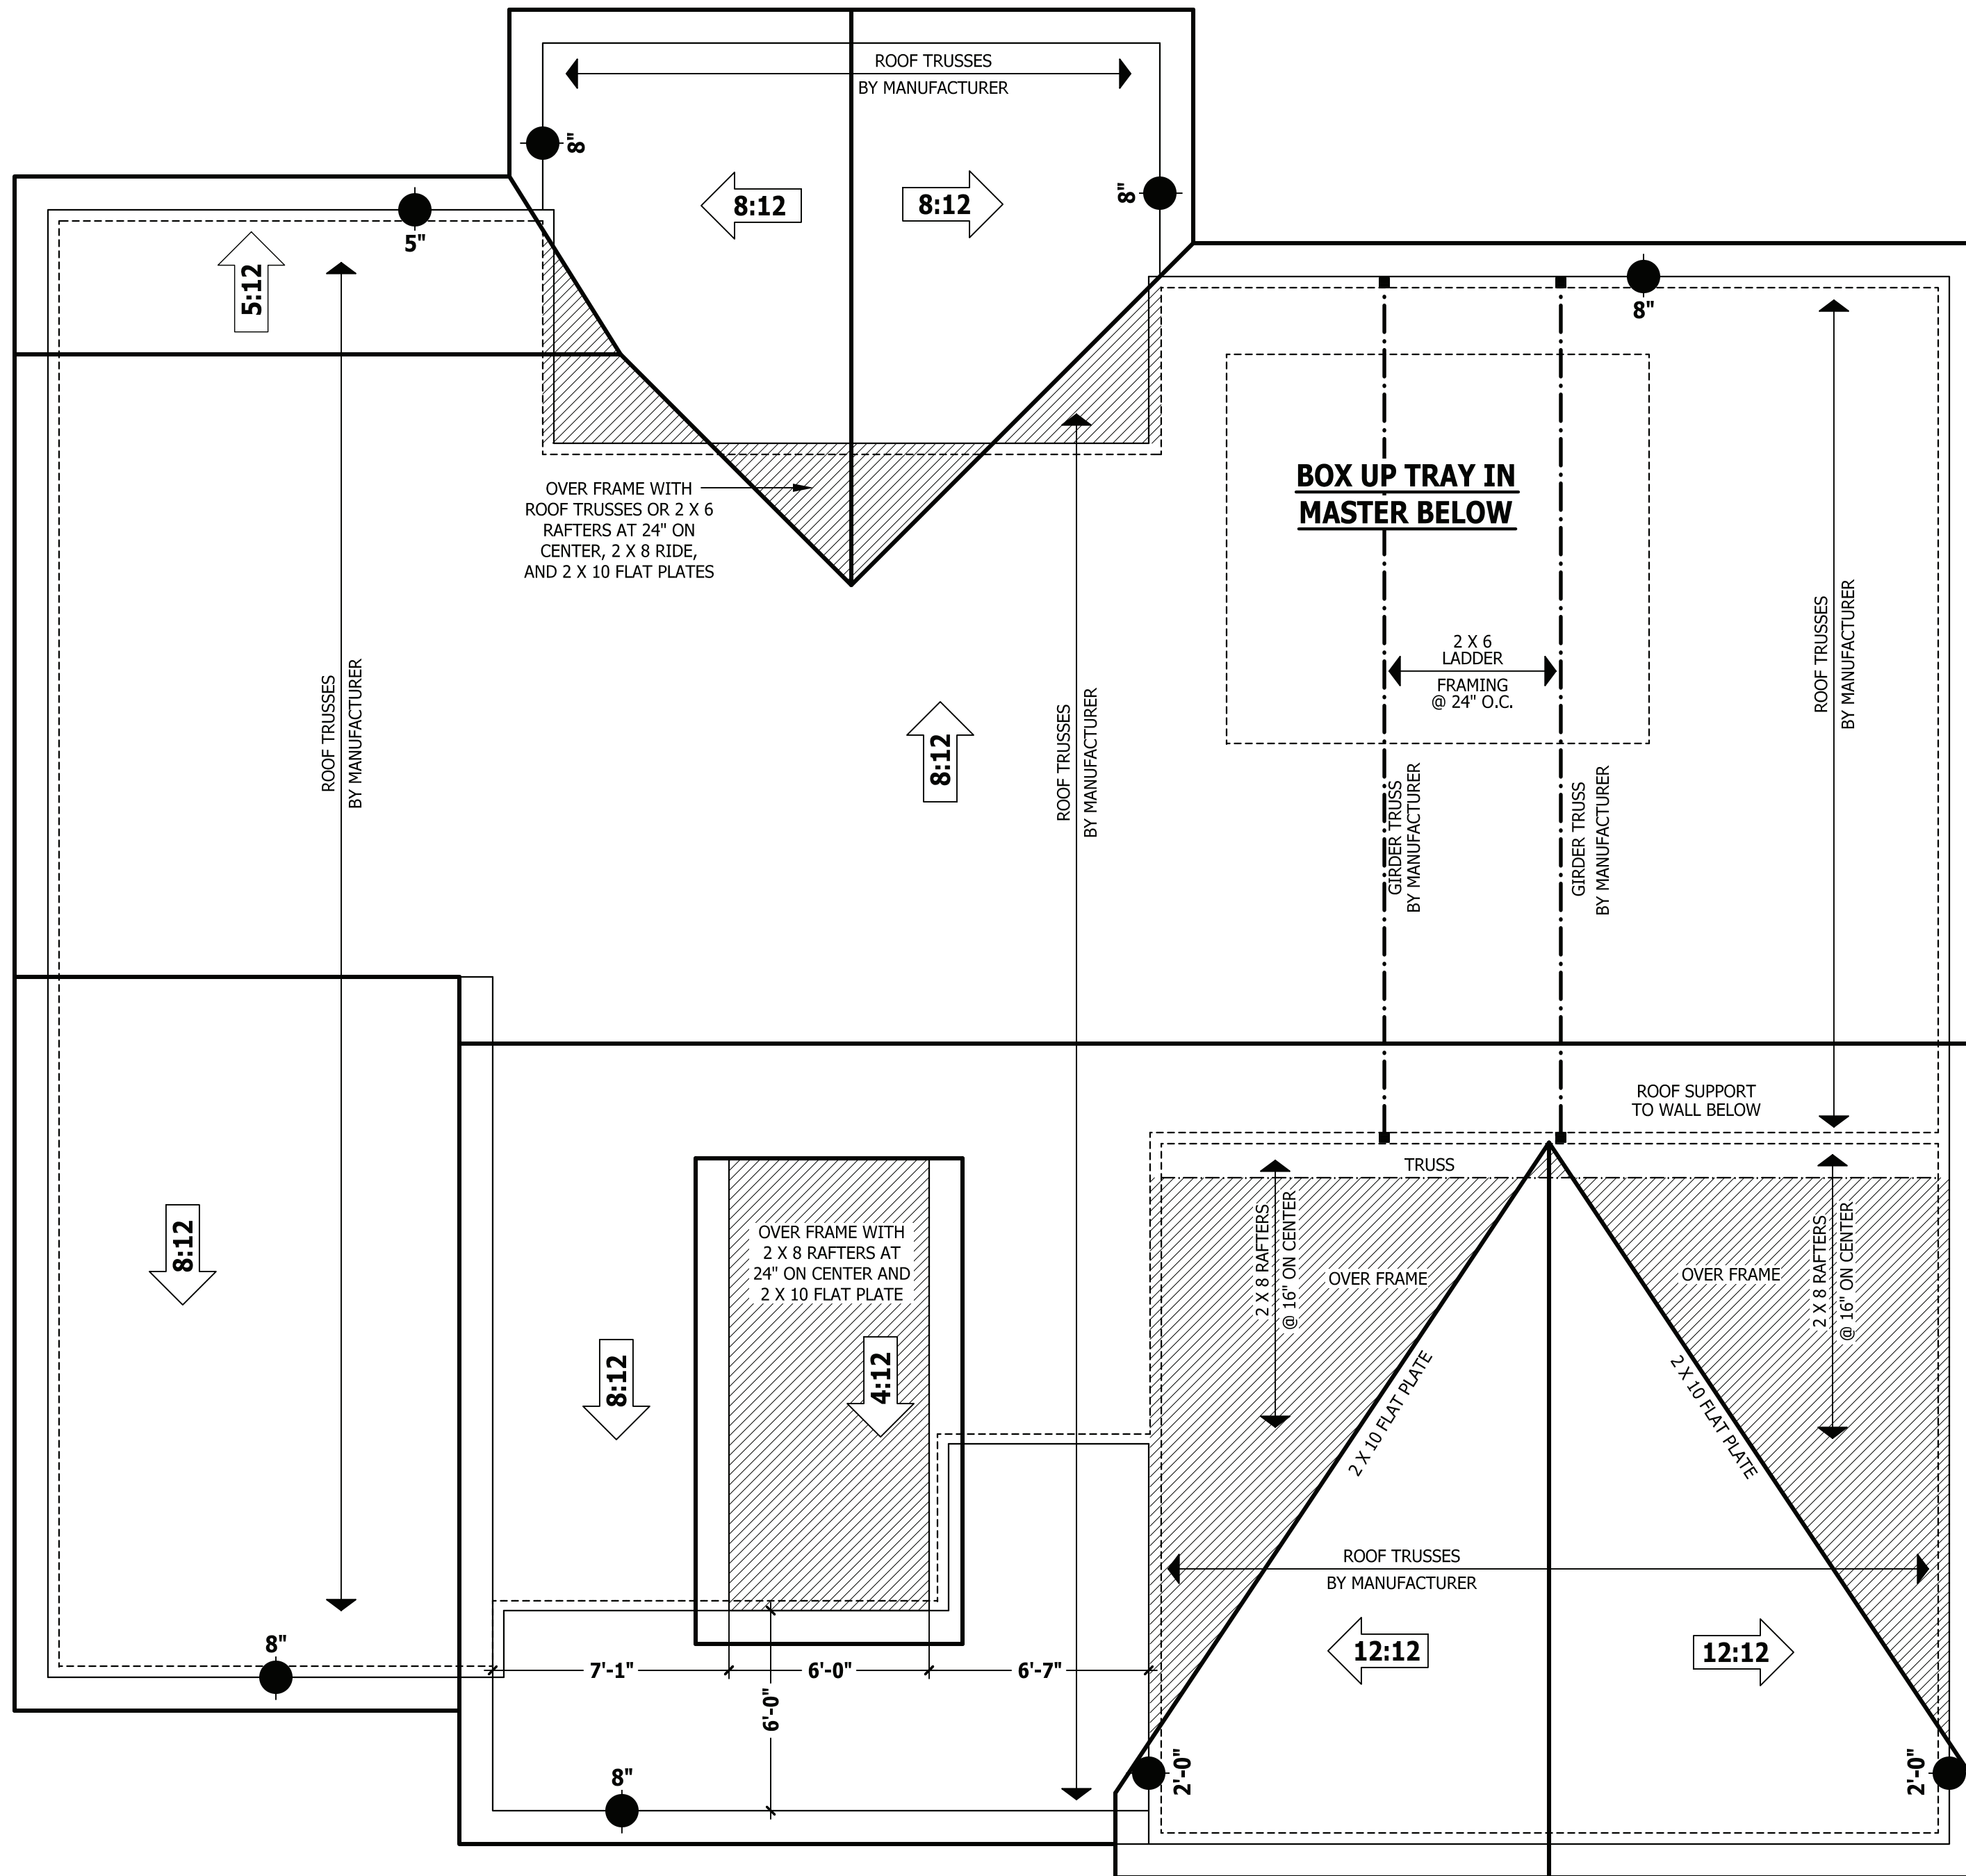 ROOF TRUSSES
BY MANUFACTURER
8"
8"
8:12
8:12
5"
5:12
8"
BOX UP TRAY IN
MASTER BELOW
OVER FRAME WITH
ROOF TRUSSES OR 2 X 6
RAFTERS AT 24" ON
CENTER, 2 X 8 RIDE,
AND 2 X 10 FLAT PLATES
ROOF TRUSSES
BY MANUFACTURER
ROOF TRUSSES
BY MANUFACTURER
ROOF TRUSSES
BY MANUFACTURER
2 X 6
LADDER
FRAMING
@ 24" O.C.
8:12
GIRDER TRUSS
BY MANUFACTURER
GIRDER TRUSS
BY MANUFACTURER
ROOF SUPPORT
TO WALL BELOW
TRUSS
8:12
OVER FRAME WITH
2 X 8 RAFTERS AT
24" ON CENTER AND
2 X 10 FLAT PLATE
8:12
4:12
2 X 8 RAFTERS
@ 16" ON CENTER
OVER FRAME
OVER FRAME
2 X 8 RAFTERS
@ 16" ON CENTER
2 X 10 FLAT PLATE
2 X 10 FLAT PLATE
ROOF TRUSSES
BY MANUFACTURER
12:12
12:12
8"
7'-1"
6'-0"
6'-7"
6'-0"
8"
2'-0"
2'-0"